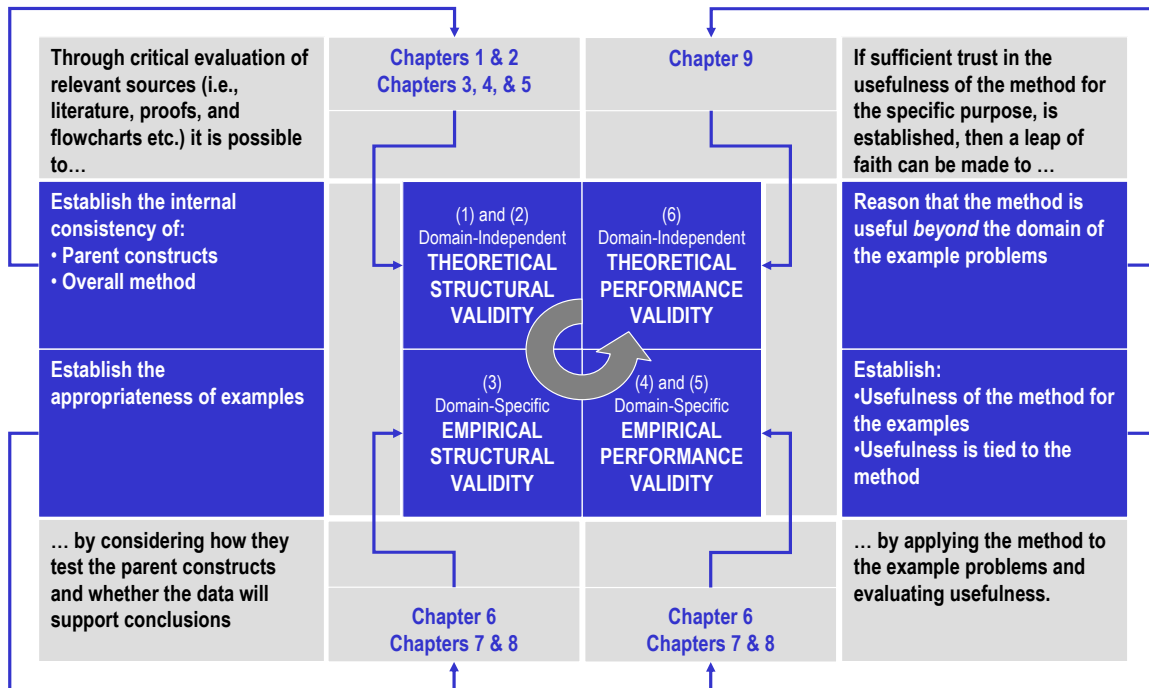 Through critical evaluation of
relevant sources (i.e.,
literature, proofs, and
flowcharts etc.) it is possible
to…
Chapters 1 & 2
Chapters 3, 4, & 5
Chapter 9
If sufficient trust in the
usefulness of the method for
the specific purpose, is
established, then a leap of
faith can be made to …
Establish the internal
consistency of:
• Parent constructs
• Overall method
(1) and (2)
Domain-Independent
THEORETICAL
STRUCTURAL
VALIDITY
(6)
Domain-Independent
THEORETICAL
PERFORMANCE
VALIDITY
Reason that the method is
useful beyond the domain of
the example problems
Establish the
appropriateness of examples
(3)
Domain-Specific
EMPIRICAL
STRUCTURAL
VALIDITY
(4) and (5)
Domain-Specific
EMPIRICAL
PERFORMANCE
VALIDITY
Establish:
•Usefulness of the method for
the examples
•Usefulness is tied to the
method
… by considering how they
test the parent constructs
and whether the data will
support conclusions
Chapter 6
Chapters 7 & 8
Chapter 6
Chapters 7 & 8
… by applying the method to
the example problems and
evaluating usefulness.